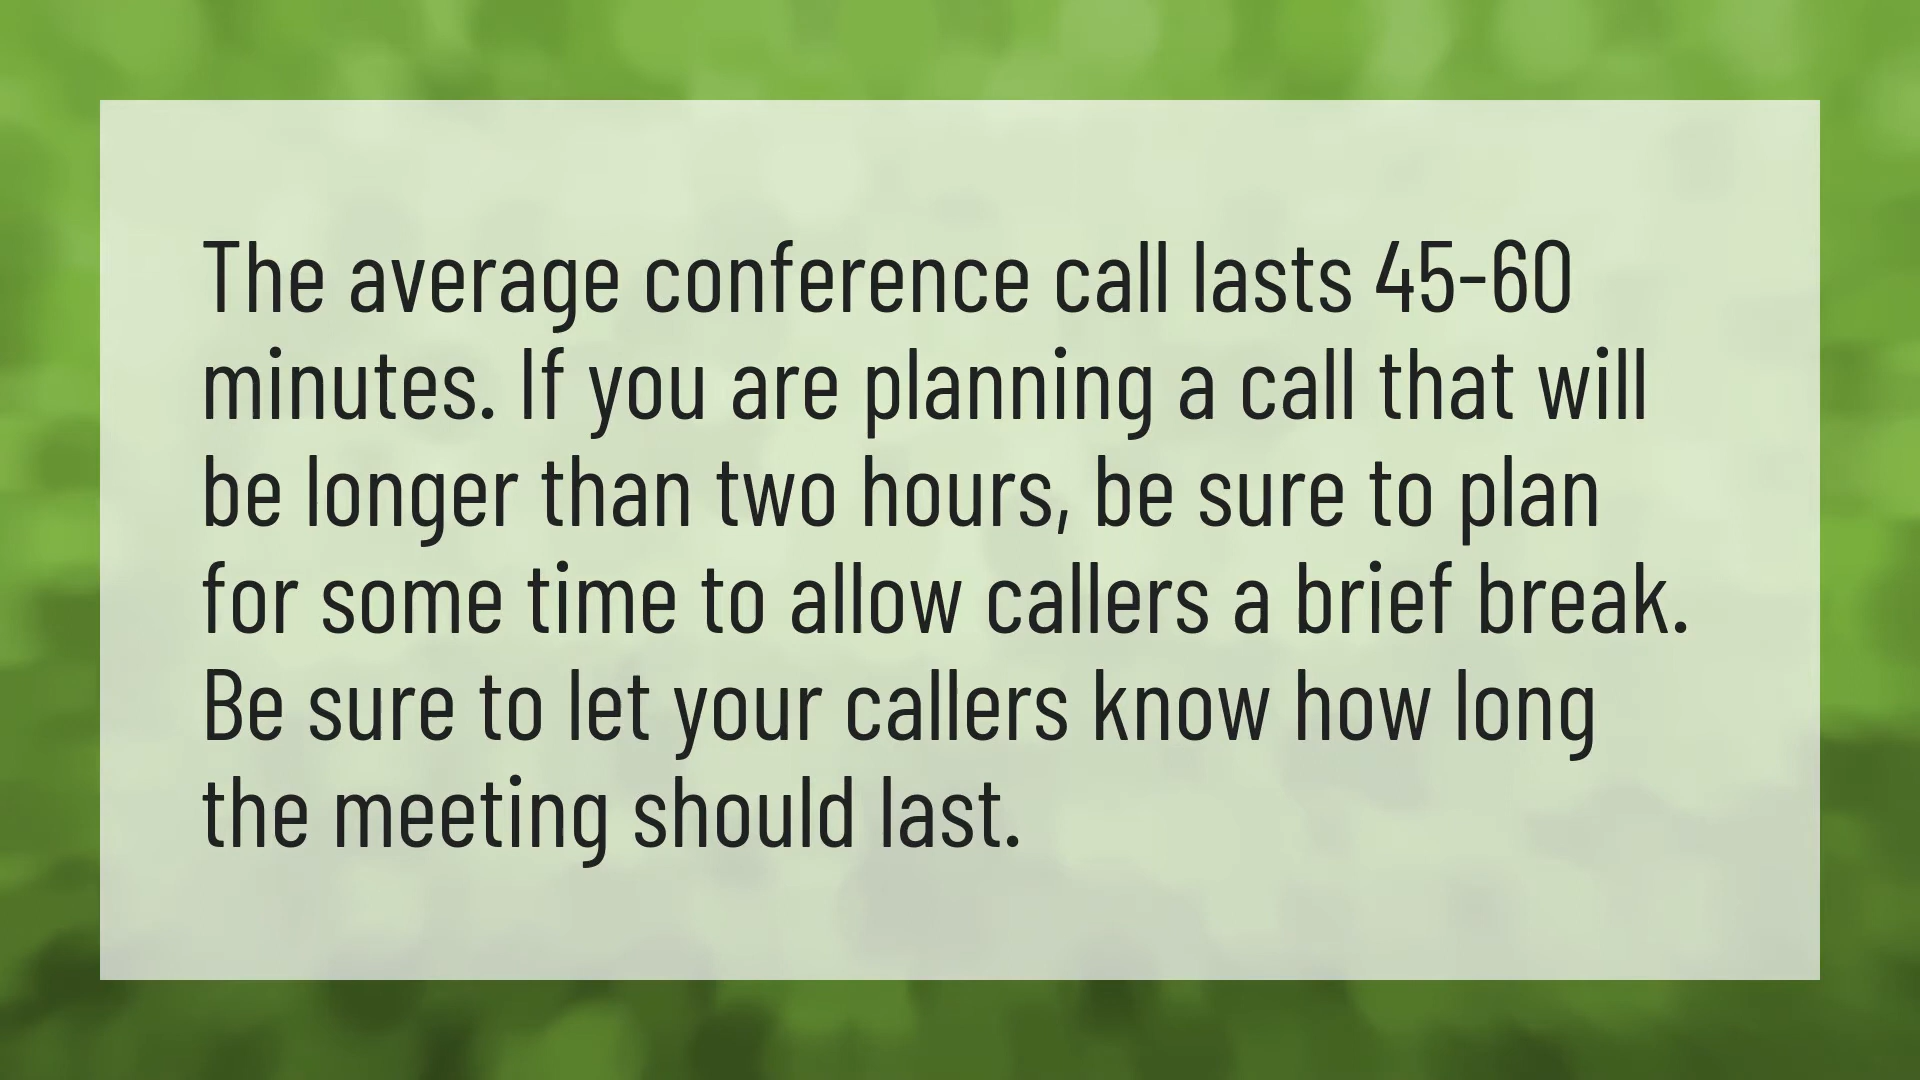 The average conference call lasts 45-60
minutes. If you are planning a call that will
be longer than two hours, be sure to plan
for some time to allow callers a brief break.
Be sure to let your callers know how long
the meeting should last.